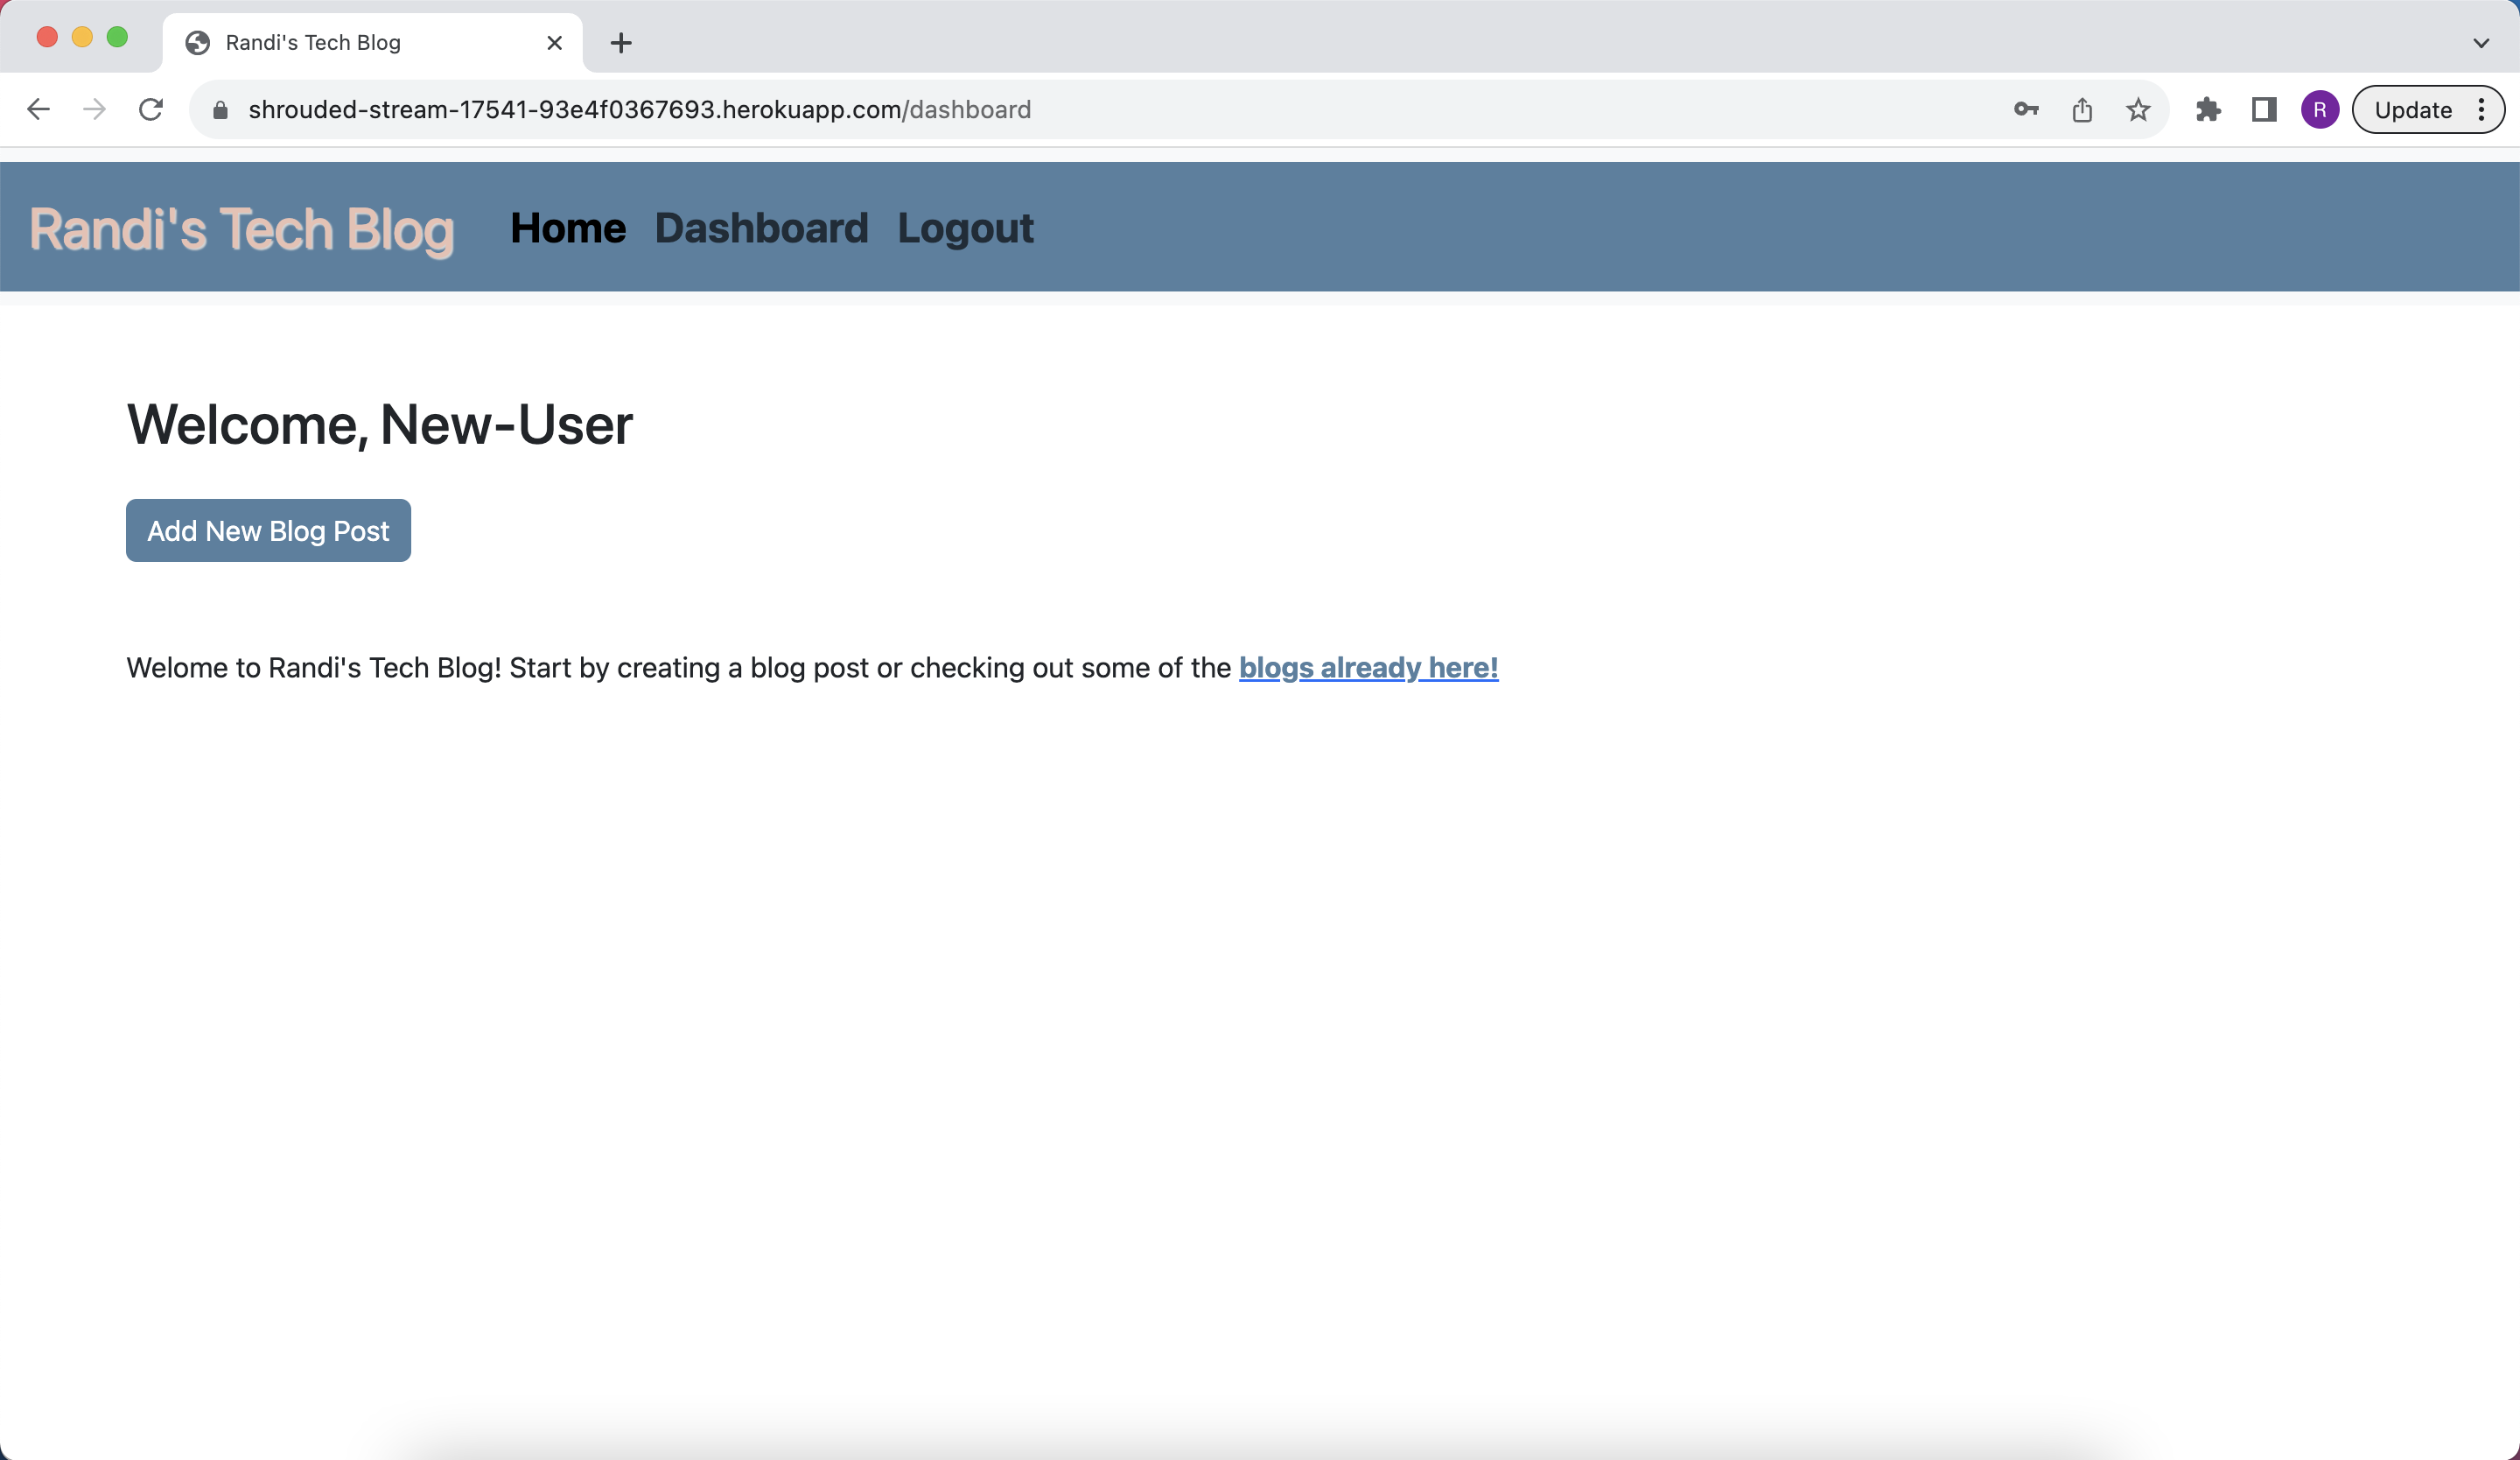 Randi's Tech Blog
shrouded-stream-17541-93e4f0367693.herokuapp.com/dashboard
R
Update
Randi's Tech Blog Home Dashboard Logout
Welcome, New-User
Add New Blog Post
Welome to Randi's Tech Blog! Start by creating a blog post or checking out some of the blogs already here!